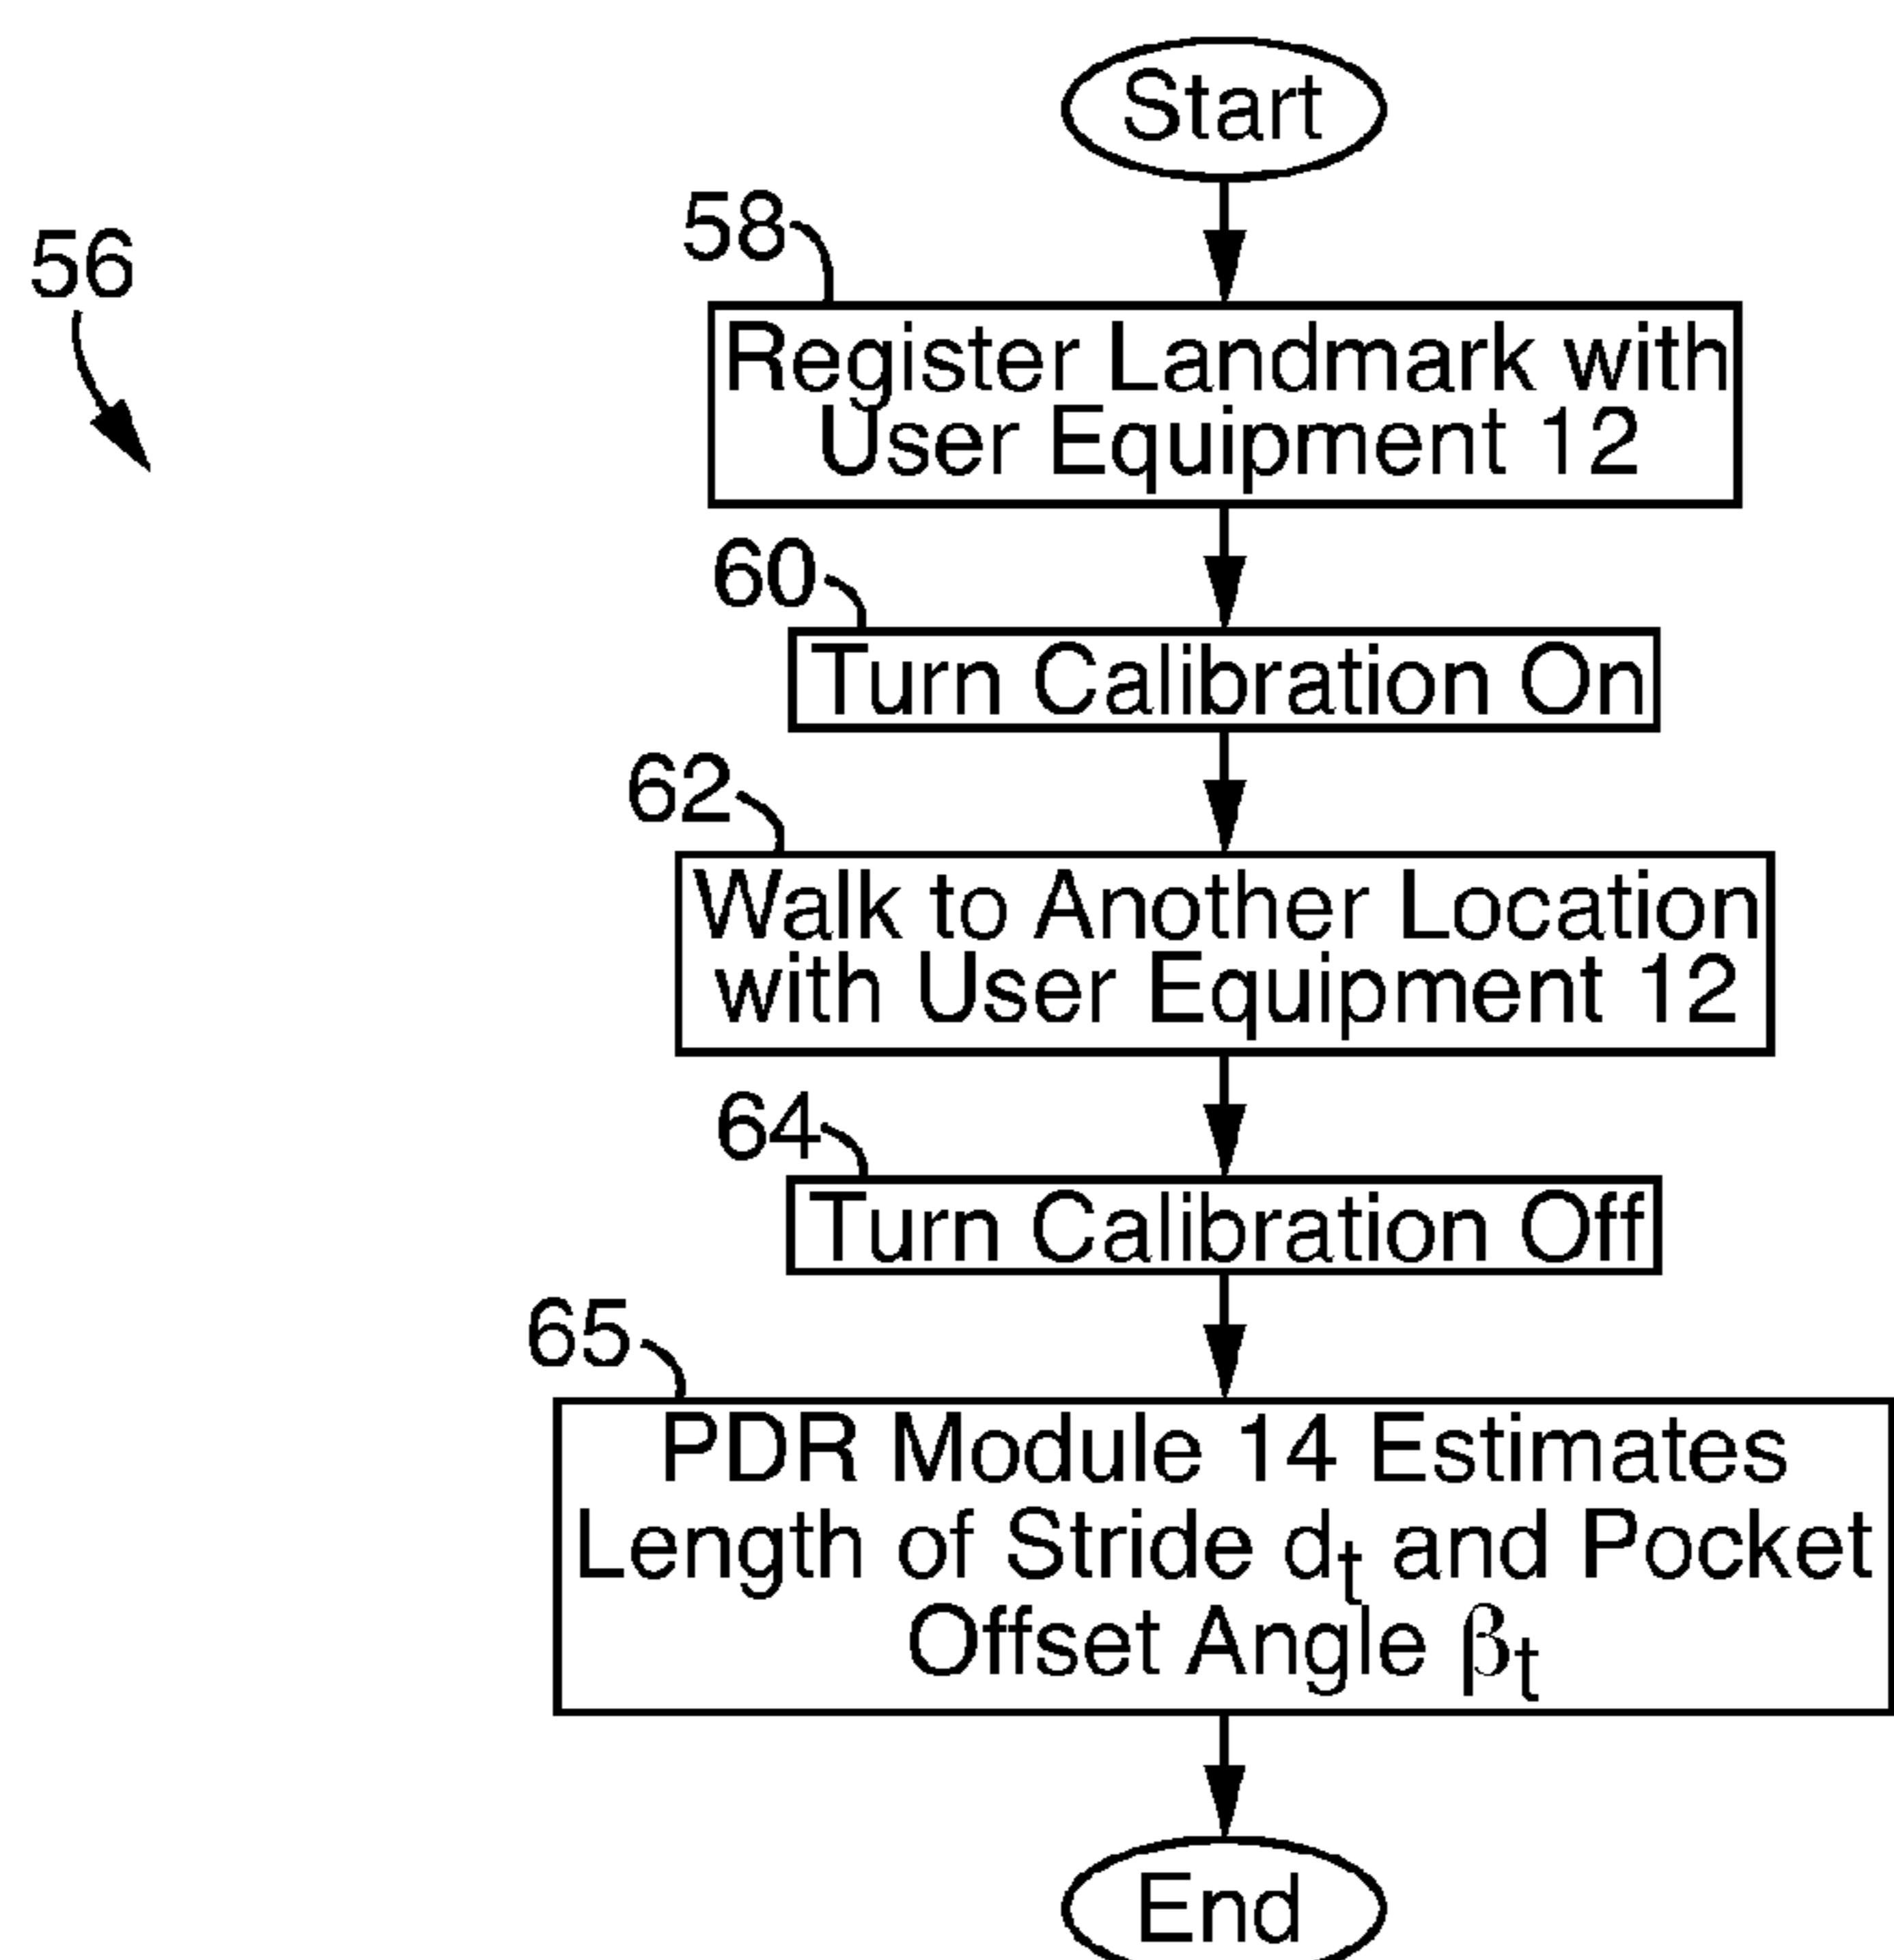 Start
56
58
Register Landmark with
User Equipment 12
60
Turn Calibration On
62
Walk to Another Location
with User Equipment 12
64
Turn Calibration Off
65
PDR Module 14 Estimates
Length of Stride dt and Pocket
Offset Angle βt
End